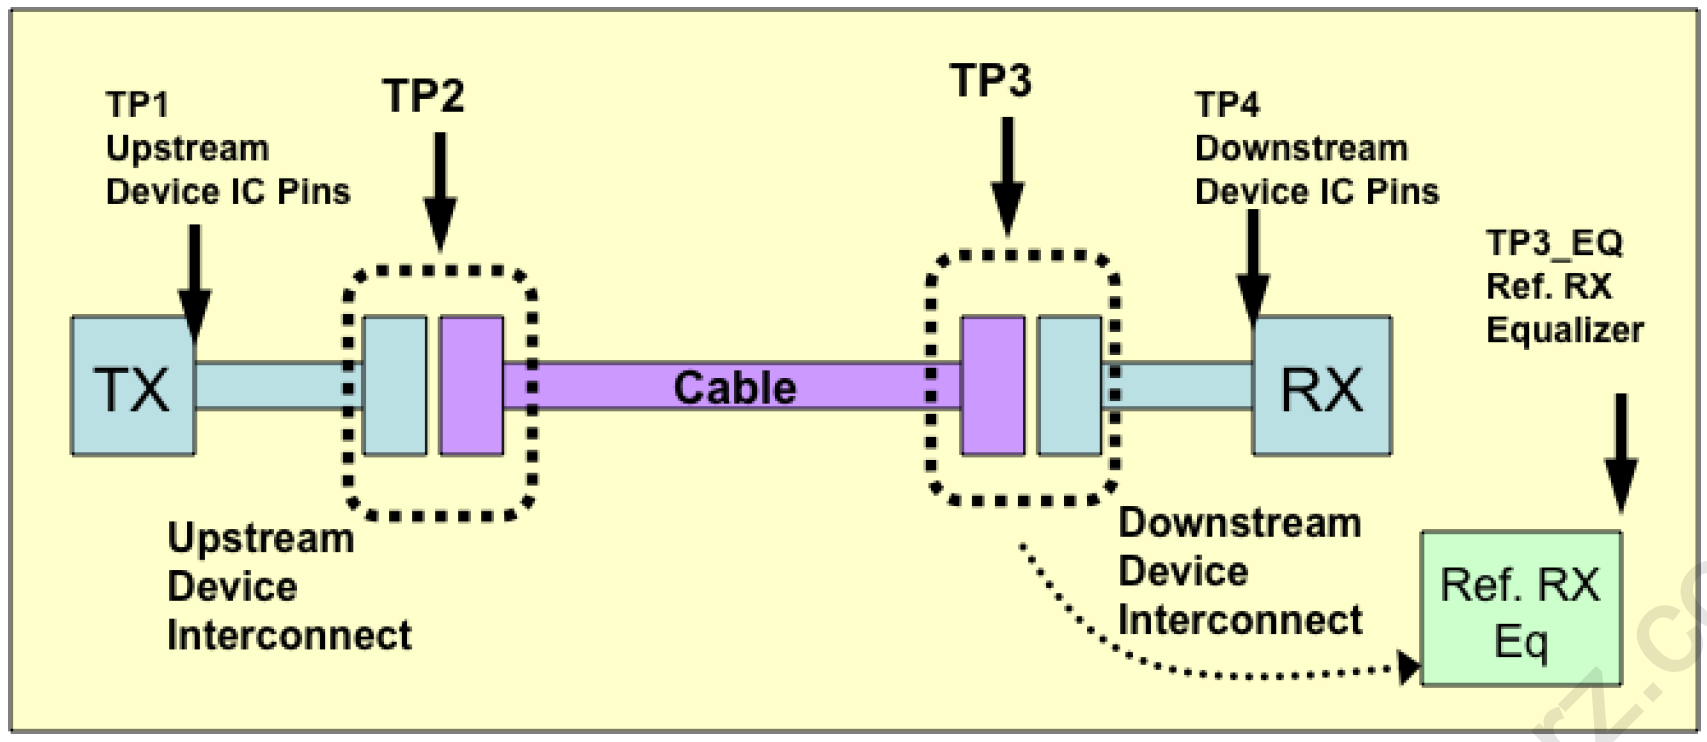 TP1
Upstream
Device IC Pins
TP2
TP3
TP4
Downstream
Device IC Pins
TP3_EQ
Ref. RX
Equalizer
TX
Cable
RX
Upstream
Device
Interconnect
Downstream
Device
Interconnect
Ref. RX
Eq